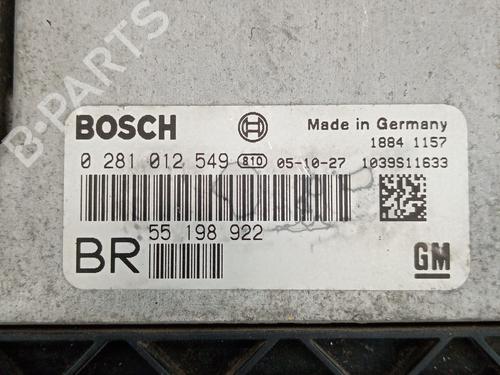 B-PARTS
BOSCH
Made in Germany
1884 1157
0 281 012 549 810 05-10-27 1039S11633
55 198 922
BR
GM